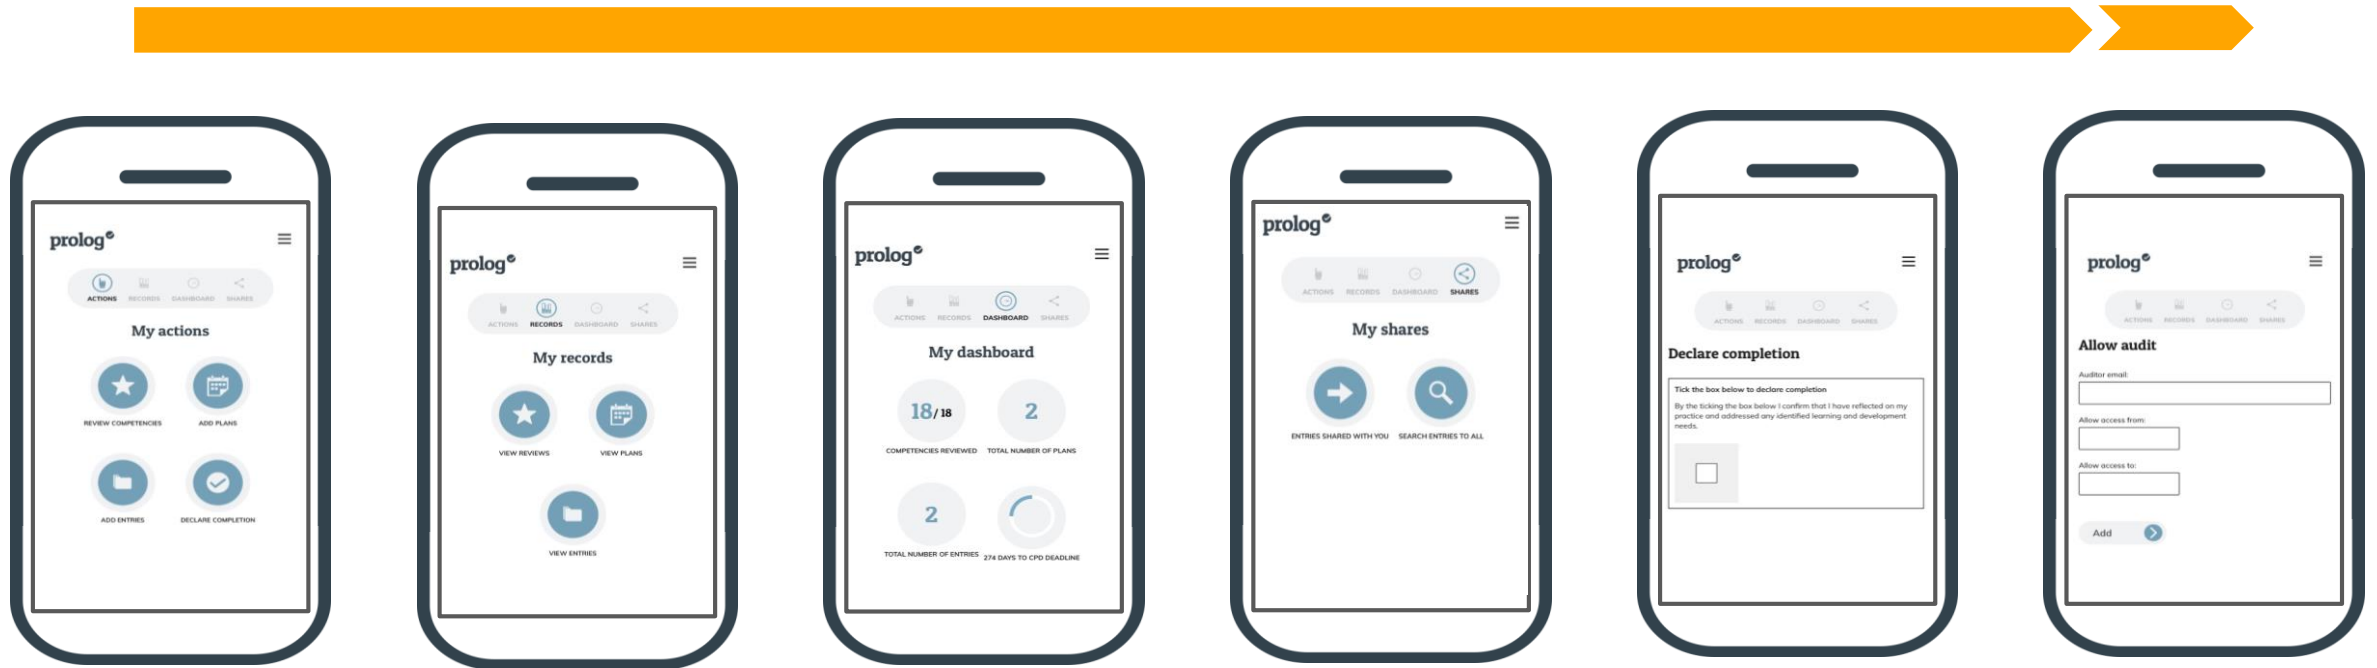 prolog
ACTIONS RECORDS DASHBOARD SHARES
My actions
REVIEW COMPETENCIES ADD PLANS
ADD ENTRIES DECLARE COMPLETION
prolog
ACTIONS RECORDS DASHBOARD SHARES
My records
VIEW REVIEWS VIEW PLANS
VIEW ENTRIES
prolog
ACTIONS RECORDS DASHBOARD SHARES
My dashboard
18/18 2
COMPETENCIES REVIEWED TOTAL NUMBER OF PLANS
2
TOTAL NUMBER OF ENTRIES 274 DAYS TO CPD DEADLINE
prolog
ACTIONS RECORDS DASHBOARD SHARES
My shares
ENTRIES SHARED WITH YOU SEARCH ENTRIES TO ALL
prolog
ACTIONS RECORDS DASHBOARD SHARES
Declare completion
Tick the box below to declare completion
By the ticking the box below I confirm that I have reflected on my
practice and addressed any identified learning and development
needs.
prolog
ACTIONS RECORDS DASHBOARD SHARES
Allow audit
Auditor email:
Allow access from:
Allow access to:
Add